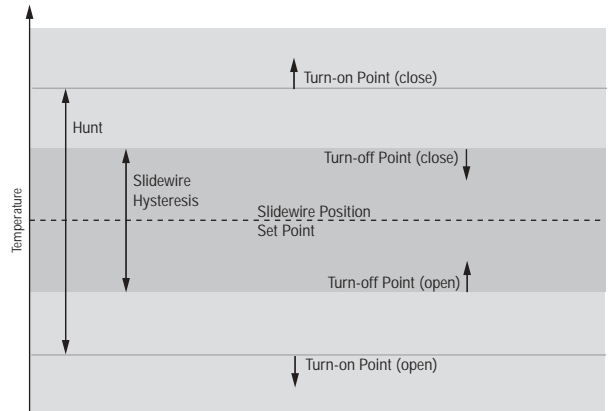 Turn-on Point (close)
Hunt
Turn-off Point (close)
Slidewire
Hysteresis
Slidewire Position
Set Point
Temperature
Turn-off Point (open)
Turn-on Point (open)